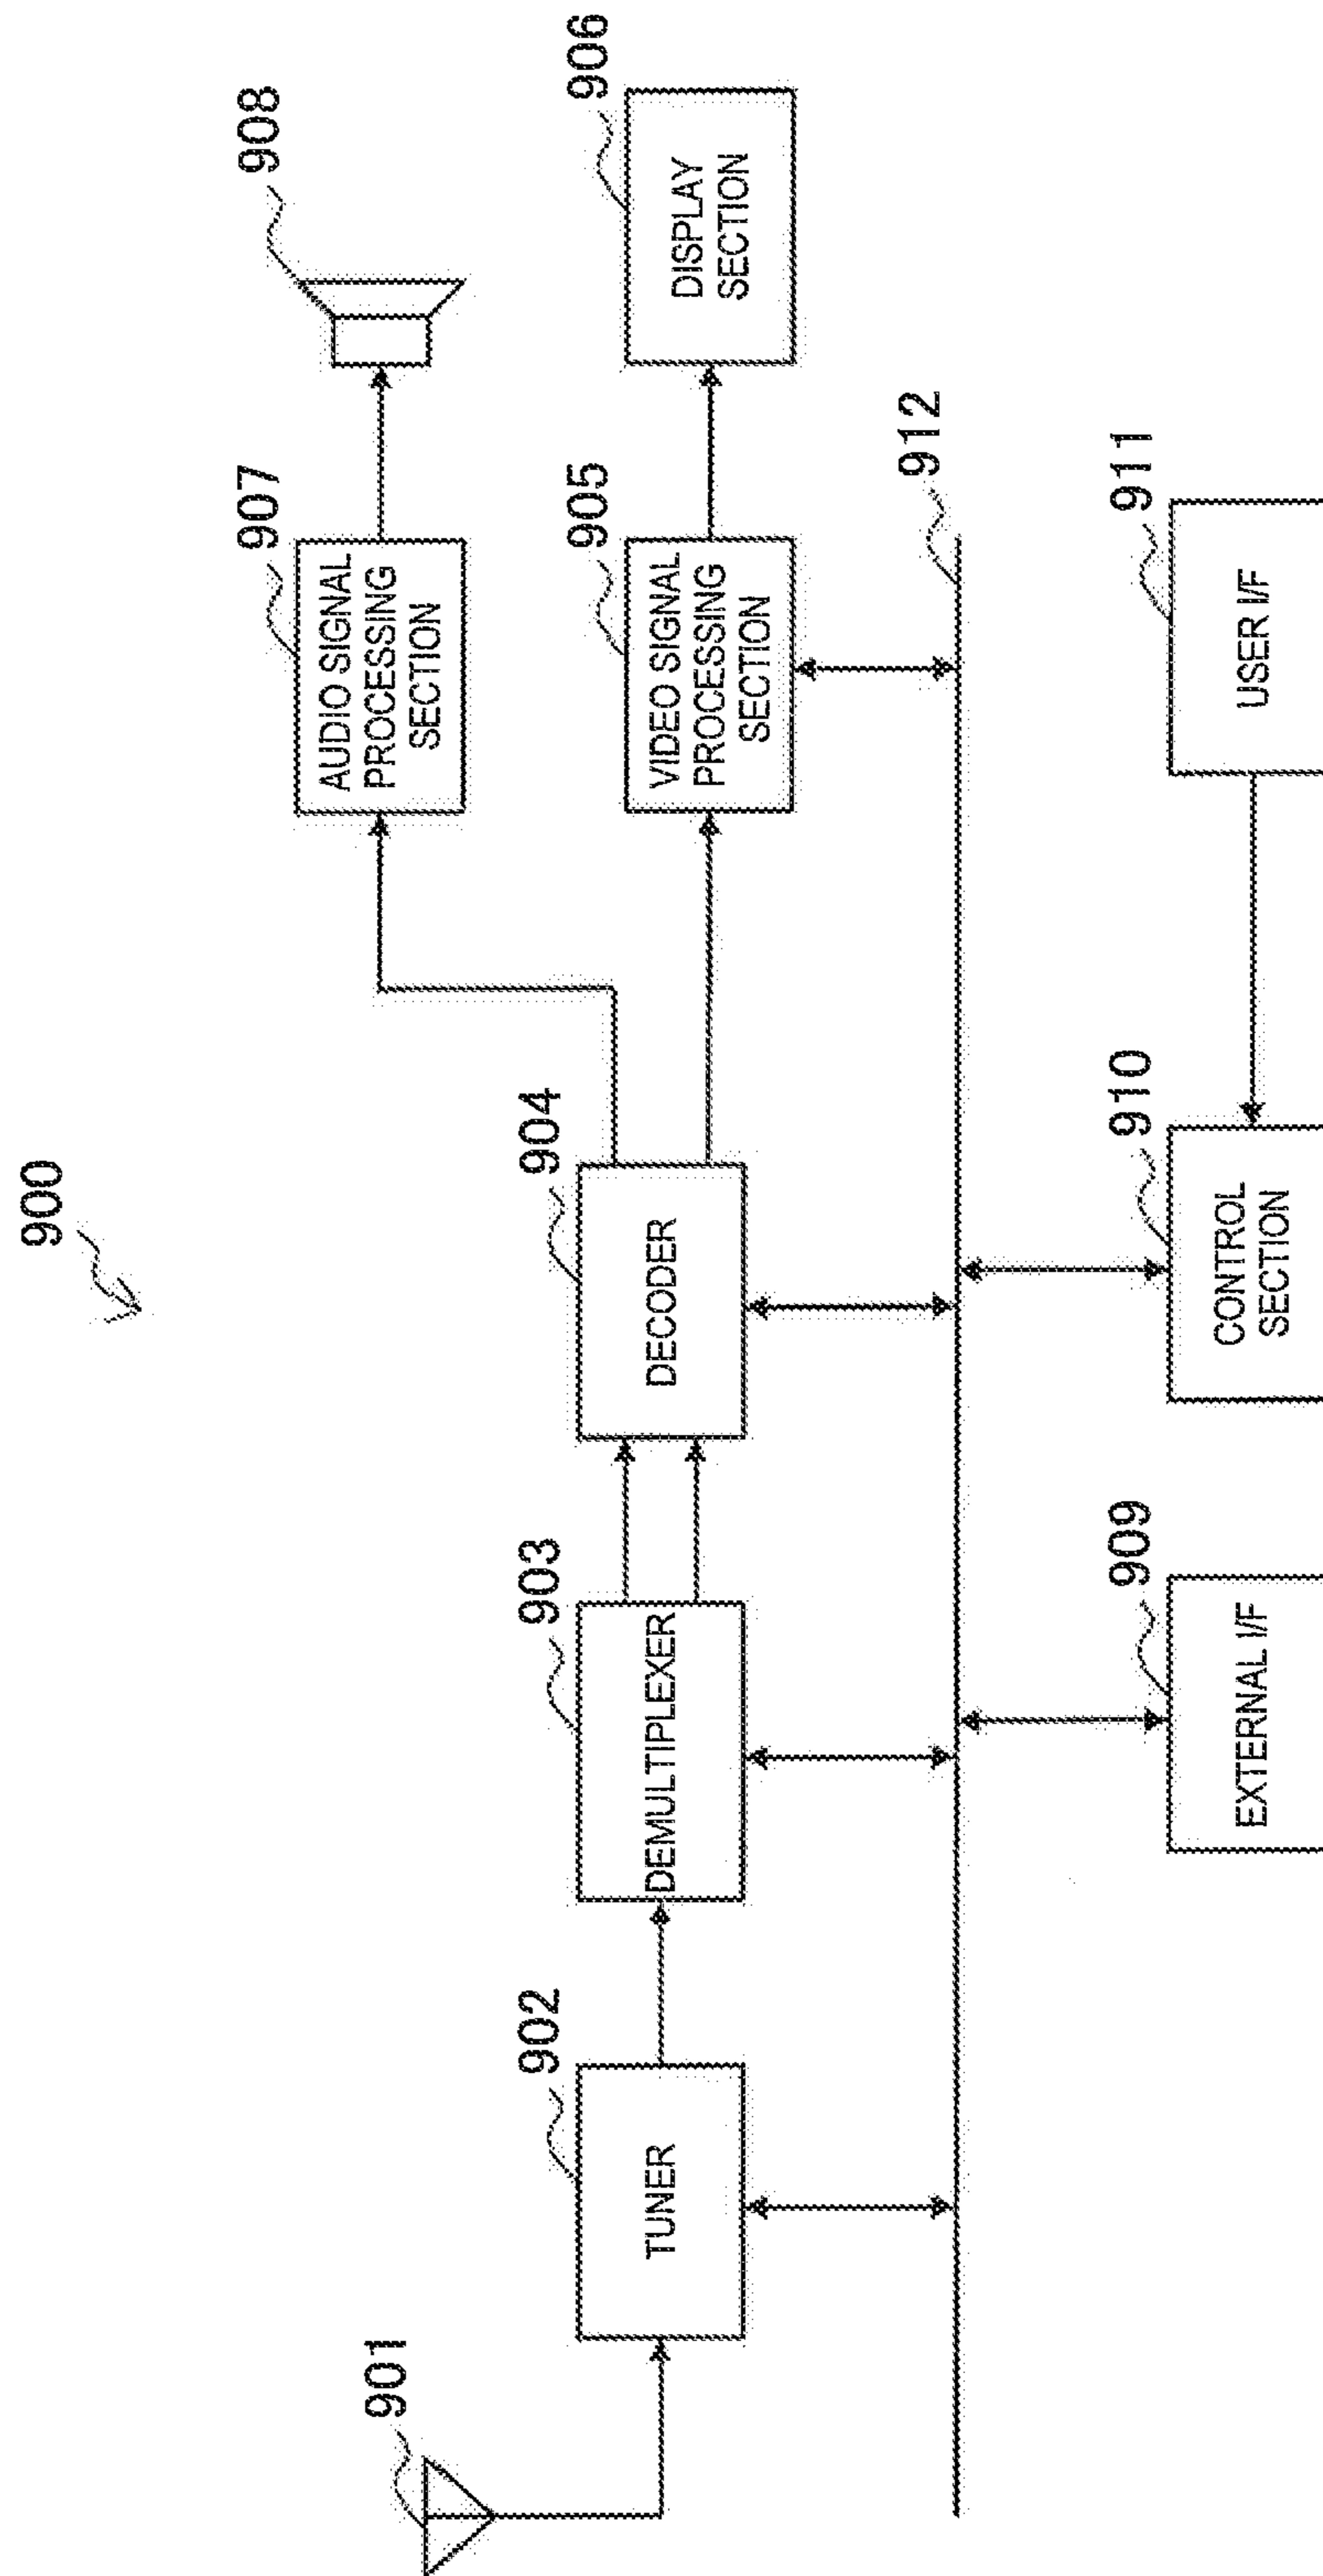 900
901
902
TUNER
903
DEMULTIPLEXER
904
DECODER
907
AUDIO SIGNAL
PROCESSING
SECTION
908
905
VIDEO SIGNAL
PROCESSING
SECTION
906
DISPLAY
SECTION
912
909
EXTERNAL I/F
910
CONTROL
SECTION
911
USER I/F